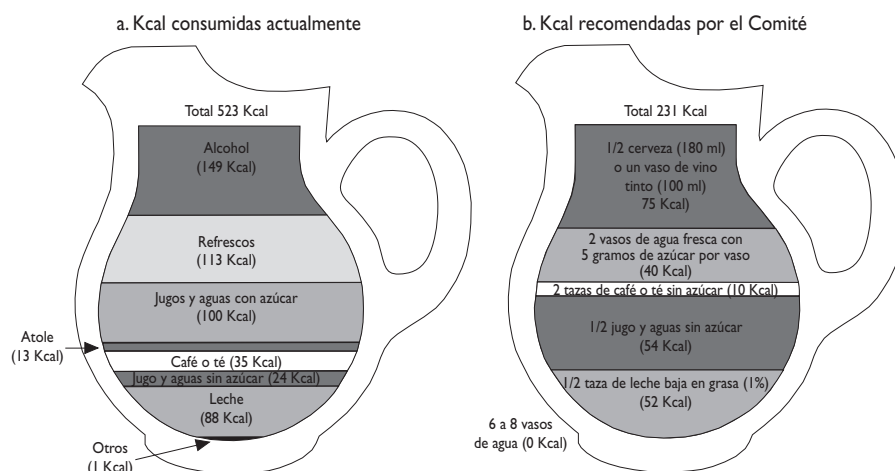 a. Kcal consumidas actualmente
Total 523 Kcal
Alcohol
(149 Kcal)
Refrescos
(113 Kcal)
Jugos y aguas con azúcar
(100 Kcal)
Atole
(13 Kcal)
Café o té (35 Kcal)
Jugo y aguas sin azúcar (24 Kcal)
Leche
(88 Kcal)
Otros
(1 Kcal)
b. Kcal recomendadas por el Comité
Total 231 Kcal
1/2 cerveza (180 ml)
o un vaso de vino
tinto (100 ml)
75 Kcal)
2 vasos de agua fresca con
5 gramos de azúcar por vaso
(40 Kcal)
2 tazas de café o té sin azúcar (10 Kcal)
1/2 jugo y aguas sin azúcar
(54 Kcal)
1/2 taza de leche baja en grasa (1%)
(52 Kcal)
6 a 8 vasos
de agua (0 Kcal)